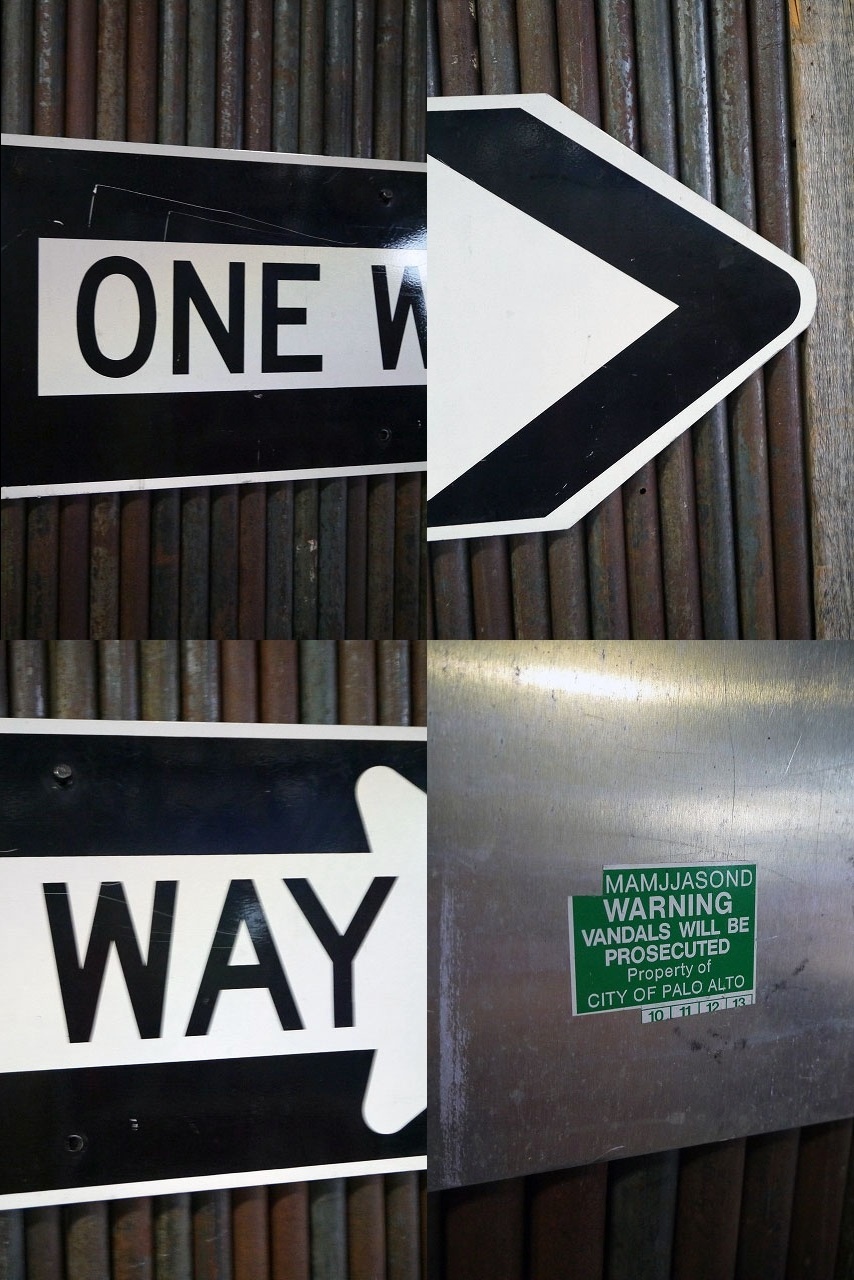 ONE W
WAY
MAMJJASOND
WARNING
VANDALS WILL BE
PROSECUTED
Property of
CITY OF PALO ALTO
10 11 12 13